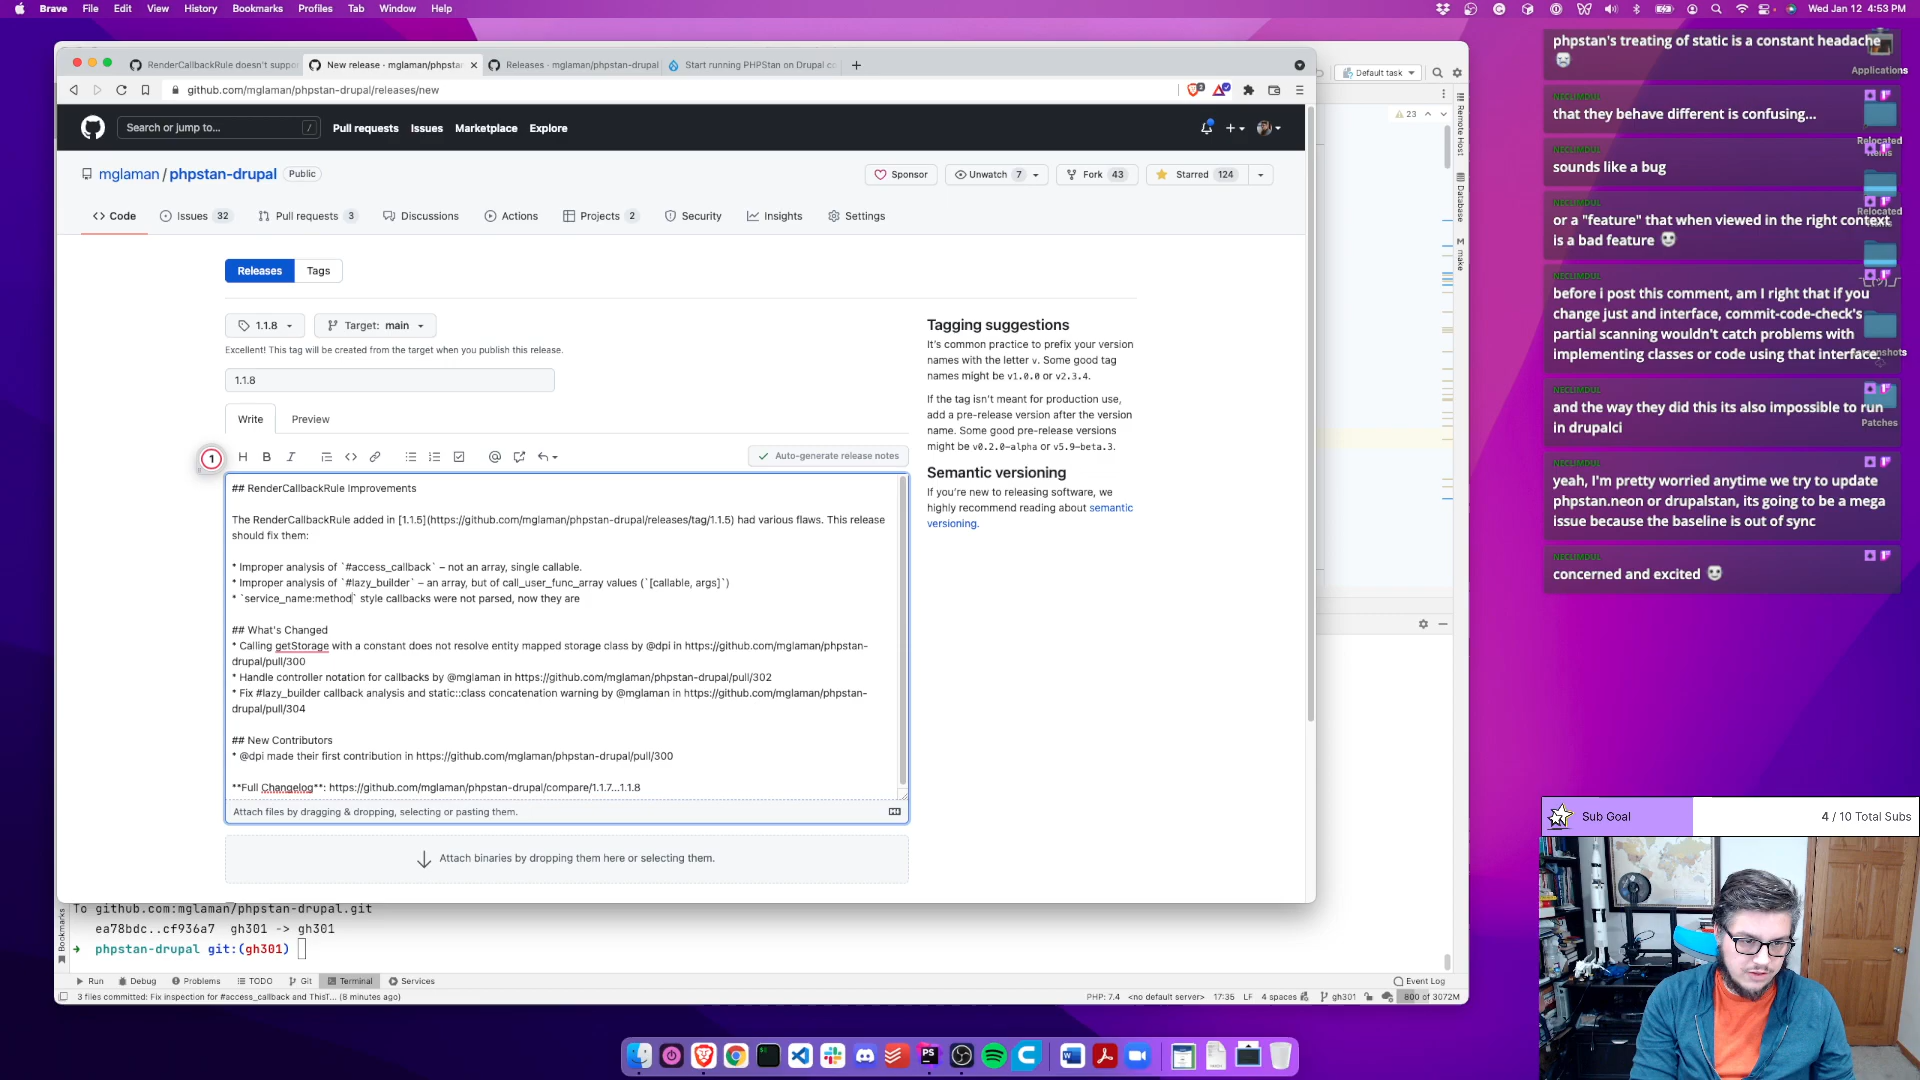 Brave File Edit View History Bookmarks Profiles Tab Window Help
Wed Jan 12 4:53 PM
RenderCallbackRule doesn't suppo
New release · mglaman/phpstan-
Releases · mglaman/phpstan-drupal
Start running PHPStan on Drupal co
github.com/mglaman/phpstan-drupal/releases/new
Default task
23
Search or jump to... /
Pull requests Issues Marketplace Explore
mglaman / phpstan-drupal Public
Sponsor Unwatch 7 Fork 43 Starred 124
Code Issues 32 Pull requests 3 Discussions Actions Projects 2 Security Insights Settings
Releases Tags
1.1.8 Target: main
Excellent! This tag will be created from the target when you publish this release.
1.1.8
Write Preview
1
H B I
Auto-generate release notes
## RenderCallbackRule Improvements
The RenderCallbackRule added in [1.1.5](https://github.com/mglaman/phpstan-drupal/releases/tag/1.1.5) had various flaws. This release
should fix them:
* Improper analysis of `#access_callback` – not an array, single callable.
* Improper analysis of `#lazy_builder` – an array, but of call_user_func_array values (`[callable, args]`)
* `service_name:method` style callbacks were not parsed, now they are
## What's Changed
* Calling getStorage with a constant does not resolve entity mapped storage class by @dpi in https://github.com/mglaman/phpstan-
drupal/pull/300
* Handle controller notation for callbacks by @mglaman in https://github.com/mglaman/phpstan-drupal/pull/302
* Fix #lazy_builder callback analysis and static::class concatenation warning by @mglaman in https://github.com/mglaman/phpstan-
drupal/pull/304
## New Contributors
* @dpi made their first contribution in https://github.com/mglaman/phpstan-drupal/pull/300
**Full Changelog**: https://github.com/mglaman/phpstan-drupal/compare/1.1.7...1.1.8
Attach files by dragging & dropping, selecting or pasting them.
Attach binaries by dropping them here or selecting them.
Tagging suggestions
It's common practice to prefix your version
names with the letter v. Some good tag
names might be v1.0.0 or v2.3.4.
If the tag isn't meant for production use,
add a pre-release version after the version
name. Some good pre-release versions
might be v0.2.0-alpha or v5.9-beta.3.
Semantic versioning
If you're new to releasing software, we
highly recommend reading about semantic
versioning.
Remote Host
Database
make
Bookmarks
To github.com:mglaman/phpstan-drupal.git
ea78bdc..cf936a7 gh301 -> gh301
phpstan-drupal git:(gh301)
Run Debug Problems TODO Git Terminal Services
Event Log
3 files committed: Fix inspection for #access_callback and ThisT... (8 minutes ago)
PHP: 7.4 <no default server> 17:35 LF 4 spaces gh301 800 of 3072M
phpstan's treating of static is a constant headache
Applications
NECLIMDUL
that they behave different is confusing...
Relocated
Items
NECLIMDUL
sounds like a bug
NECLIMDUL
or a "feature" that when viewed in the right context
is a bad feature
Relocated
NECLIMDUL
¯\_(ツ)_/¯
before i post this comment, am I right that if you
change just and interface, commit-code-check's
partial scanning wouldn't catch problems with
implementing classes or code using that interface.
NECLIMDUL
and the way they did this its also impossible to run
in drupalci
Patches
NECLIMDUL
yeah, I'm pretty worried anytime we try to update
phpstan.neon or drupalstan, its going to be a mega
issue because the baseline is out of sync
NECLIMDUL
concerned and excited
Sub Goal 4 / 10 Total Subs